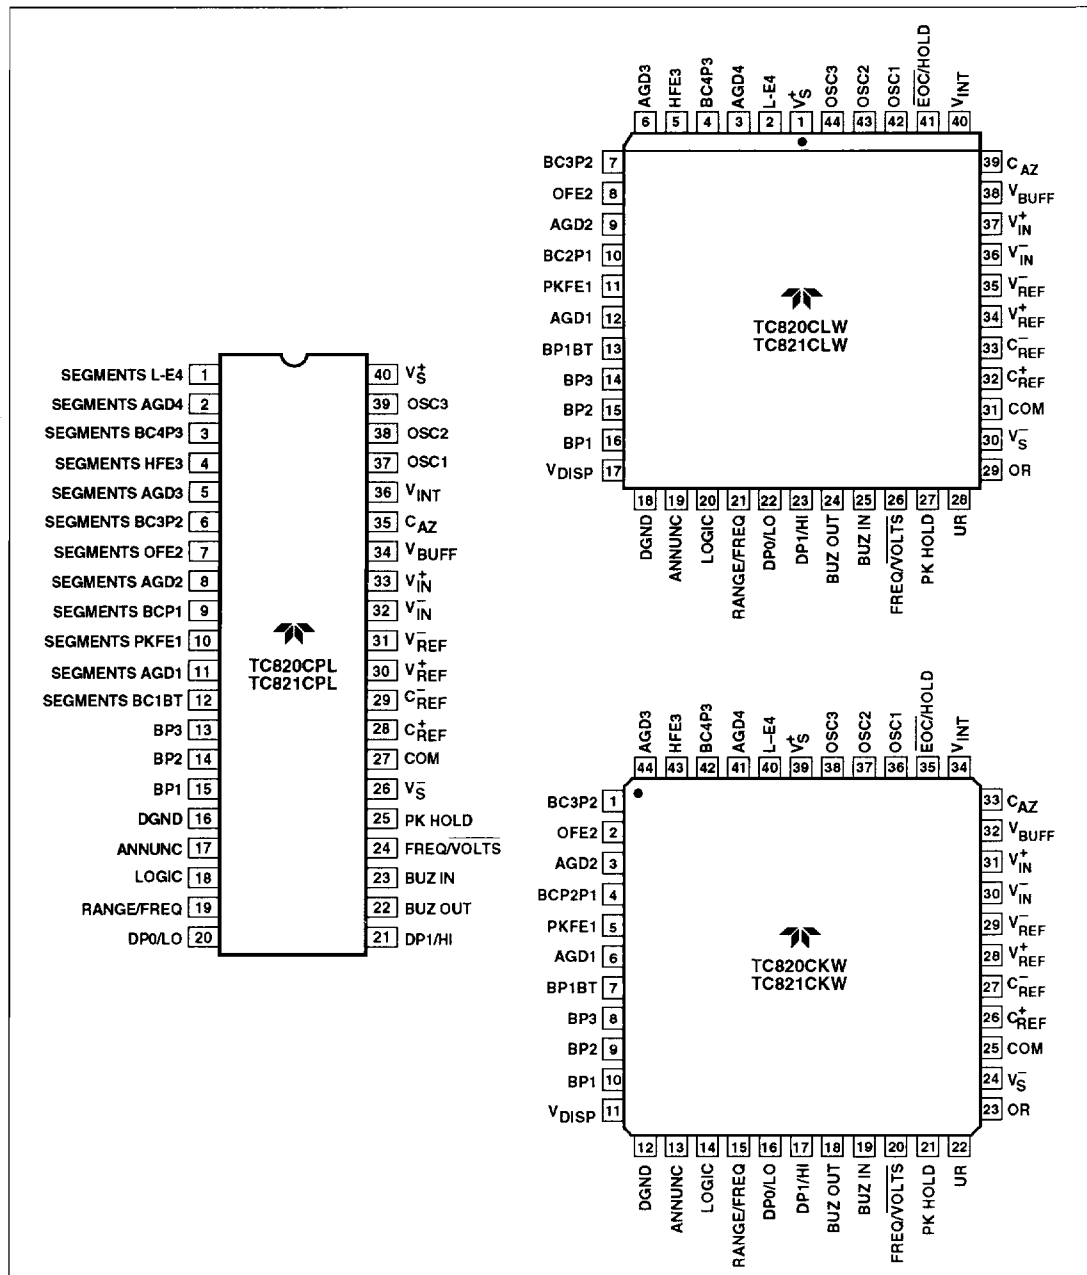 SEGMENTS L-E4 1
SEGMENTS AGD4 2
SEGMENTS BC4P3 3
SEGMENTS HFE3 4
SEGMENTS AGD3 5
SEGMENTS BC3P2 6
SEGMENTS OFE2 7
SEGMENTS AGD2 8
SEGMENTS BCP1 9
SEGMENTS PKFE1 10
SEGMENTS AGD1 11
SEGMENTS BC1BT 12
BP3 13
BP2 14
BP1 15
DGND 16
ANNUNC 17
LOGIC 18
RANGE/FREQ 19
DP0/LO 20
TC820CPL
TC821CPL
40 V+S
39 OSC3
38 OSC2
37 OSC1
36 VINT
35 CAZ
34 VBUFF
33 V+IN
32 V−IN
31 V−REF
30 V+REF
29 C−REF
28 C+REF
27 COM
26 V−S
25 PK HOLD
24 FREQ/VOLTS
23 BUZ IN
22 BUZ OUT
21 DP1/HI
AGD3 6
HFE3 5
BC4P3 4
AGD4 3
L-E4 2
V+S 1
OSC3 44
OSC2 43
OSC1 42
EOC/HOLD 41
VINT 40
BC3P2 7
OFE2 8
AGD2 9
BC2P1 10
PKFE1 11
AGD1 12
BP1BT 13
BP3 14
BP2 15
BP1 16
VDISP 17
TC820CLW
TC821CLW
39 CAZ
38 VBUFF
37 V+IN
36 V−IN
35 V−REF
34 V+REF
33 C−REF
32 C+REF
31 COM
30 V−S
29 OR
18 DGND
19 ANNUNC
20 LOGIC
21 RANGE/FREQ
22 DP0/LO
23 DP1/HI
24 BUZ OUT
25 BUZ IN
26 FREQ/VOLTS
27 PK HOLD
28 UR
AGD3 44
HFE3 43
BC4P3 42
AGD4 41
L–E4 40
V+S 39
OSC3 38
OSC2 37
OSC1 36
EOC/HOLD 35
VINT 34
BC3P2 1
OFE2 2
AGD2 3
BCP2P1 4
PKFE1 5
AGD1 6
BP1BT 7
BP3 8
BP2 9
BP1 10
VDISP 11
TC820CKW
TC821CKW
33 CAZ
32 VBUFF
31 V+IN
30 V−IN
29 V−REF
28 V+REF
27 C−REF
26 C+REF
25 COM
24 V−S
23 OR
12 DGND
13 ANNUNC
14 LOGIC
15 RANGE/FREQ
16 DP0/LO
17 DP1/HI
18 BUZ OUT
19 BUZ IN
20 FREQ/VOLTS
21 PK HOLD
22 UR